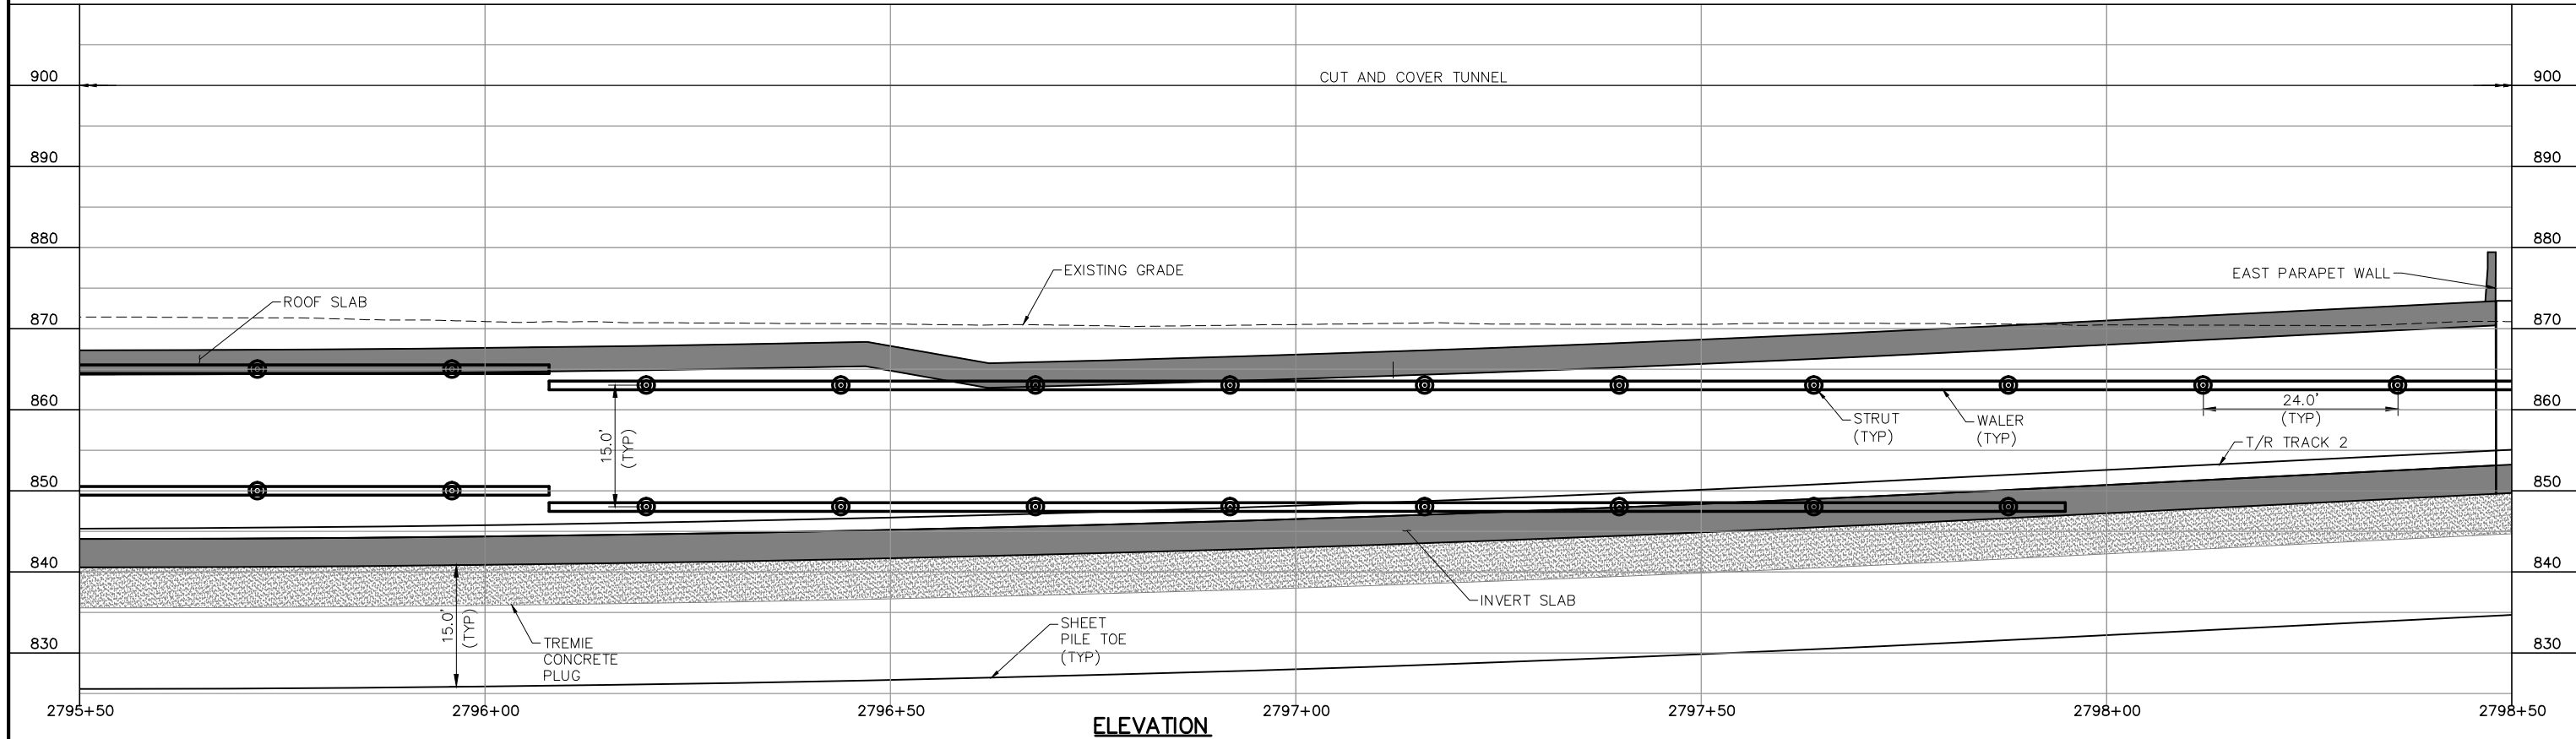 CUT AND COVER TUNNEL
900
900
890
890
880
880
EXISTING GRADE
EAST PARAPET WALL
ROOF SLAB
870
870
860
860
24.0'
(TYP)
STRUT
(TYP)
WALER
(TYP)
15.0'
(TYP)
T/R TRACK 2
850
850
840
840
INVERT SLAB
15.0'
(TYP)
TREMIE
CONCRETE
PLUG
SHEET
PILE TOE
(TYP)
830
830
2795+50
2796+00
2796+50
2797+00
2797+50
2798+00
2798+50
ELEVATION